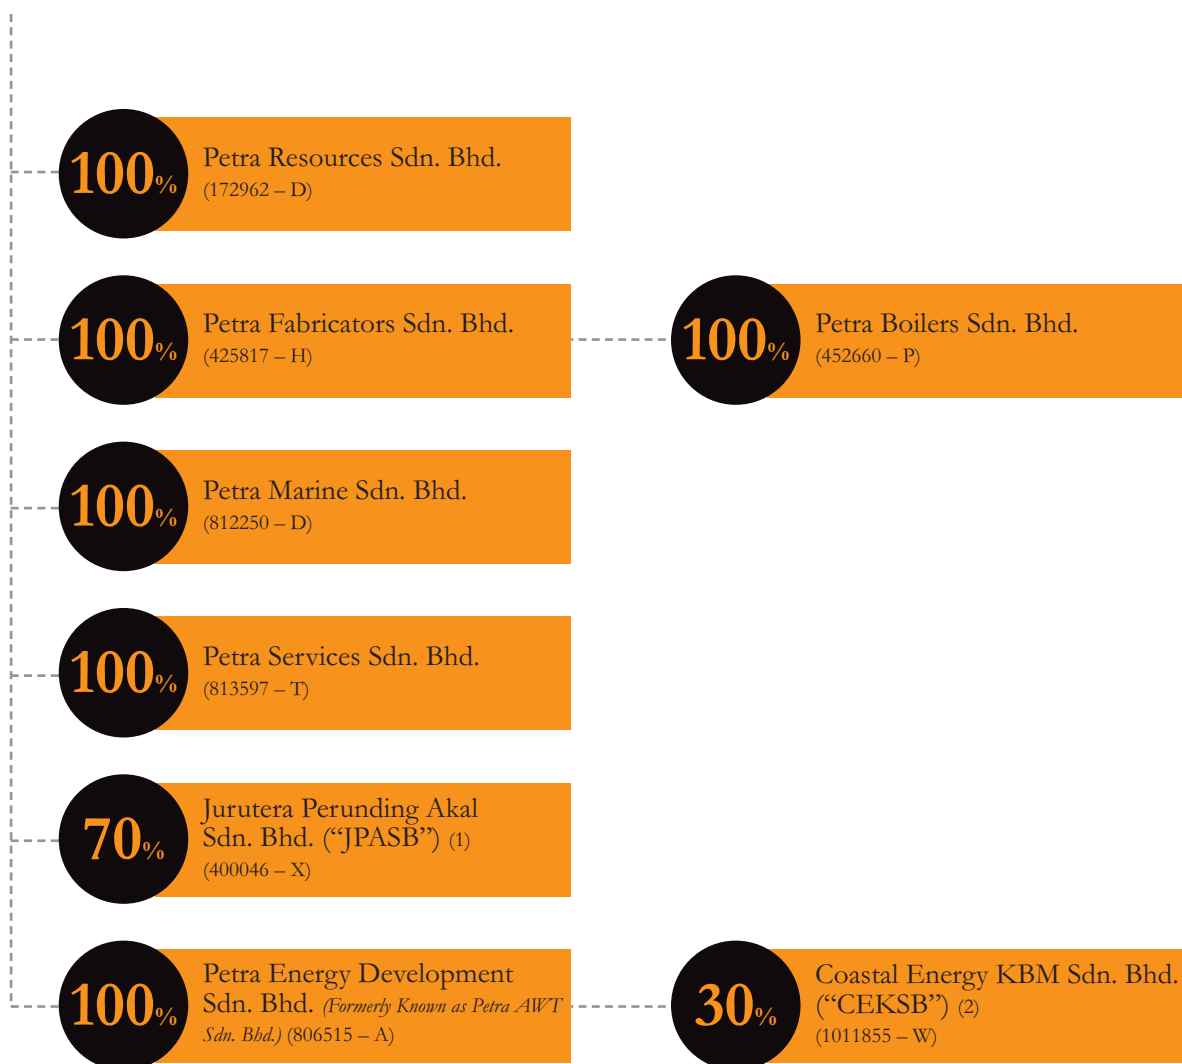 100%
Petra Resources Sdn. Bhd.
(172962 – D)
100%
Petra Fabricators Sdn. Bhd.
(425817 – H)
100%
Petra Boilers Sdn. Bhd.
(452660 – P)
100%
Petra Marine Sdn. Bhd.
(812250 – D)
100%
Petra Services Sdn. Bhd.
(813597 – T)
70%
Jurutera Perunding Akal
Sdn. Bhd. (“JPASB”) (1)
(400046 – X)
100%
Petra Energy Development
Sdn. Bhd. (Formerly Known as Petra AWT
Sdn. Bhd.) (806515 – A)
30%
Coastal Energy KBM Sdn. Bhd.
(“CEKSB”) (2)
(1011855 – W)